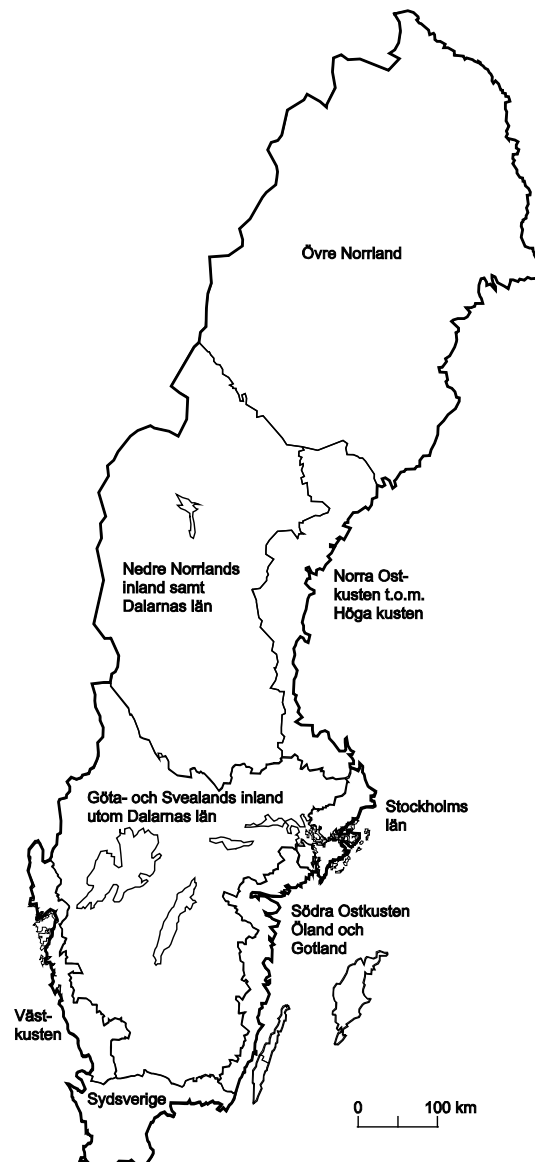 Övre Norrland
Nedre Norrlands
inland samt
Dalarnas län
Norra Ost-
kusten t.o.m.
Höga kusten
Göta- och Svealands inland
utom Dalarnas län
Stockholms
län
Södra Ostkusten
Öland och
Gotland
Väst-
kusten
Sydsverige
0 100 km